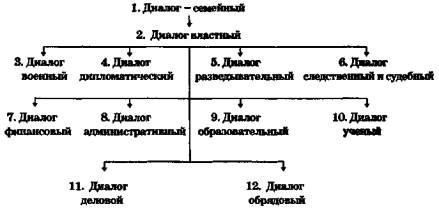 1. Диалог – семейный
2. Диалог властный
3. Диалог военный
4. Диалог дипломатический
5. Диалог разведывательный
6. Диалог следственный и судебный
7. Диалог финансовый
8. Диалог административный
9. Диалог образовательный
10. Диалог ученый
11. Диалог деловой
12. Диалог обрядовый